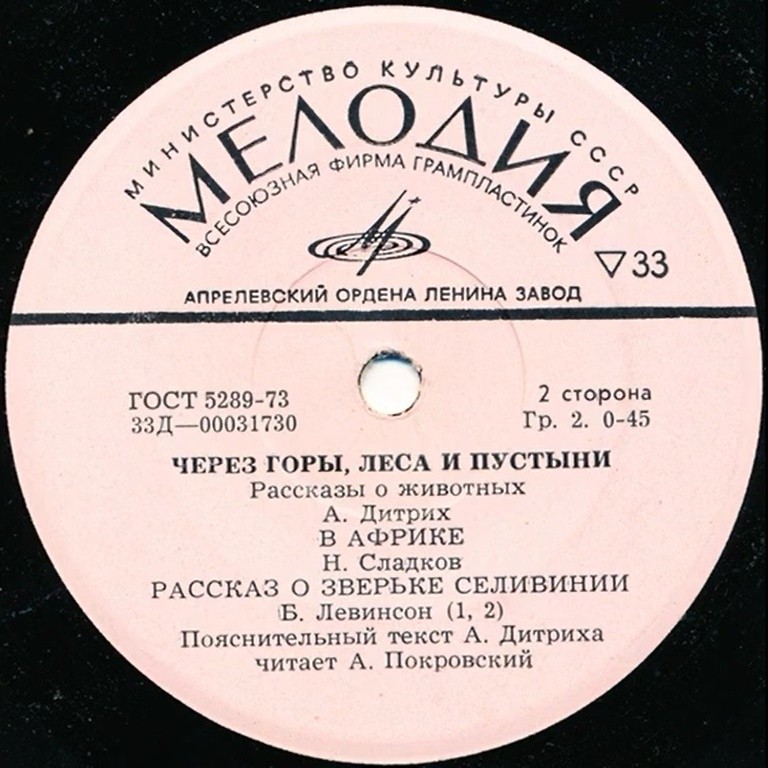 МИНИСТЕРСТВО КУЛЬТУРЫ СССР
МЕЛОДИЯ
ВСЕСОЮЗНАЯ ФИРМА ГРАМПЛАСТИНОК
▽33
АПРЕЛЕВСКИЙ ОРДЕНА ЛЕНИНА ЗАВОД
ГОСТ 5289-73
2 сторона
33Д—00031730
Гр. 2. 0-45
ЧЕРЕЗ ГОРЫ, ЛЕСА И ПУСТЫНИ
Рассказы о животных
А. Дитрих
В АФРИКЕ
Н. Сладков
РАССКАЗ О ЗВЕРЬКЕ СЕЛИВИНИИ
Б. Левинсон (1, 2)
Пояснительный текст А. Дитриха
читает А. Покровский